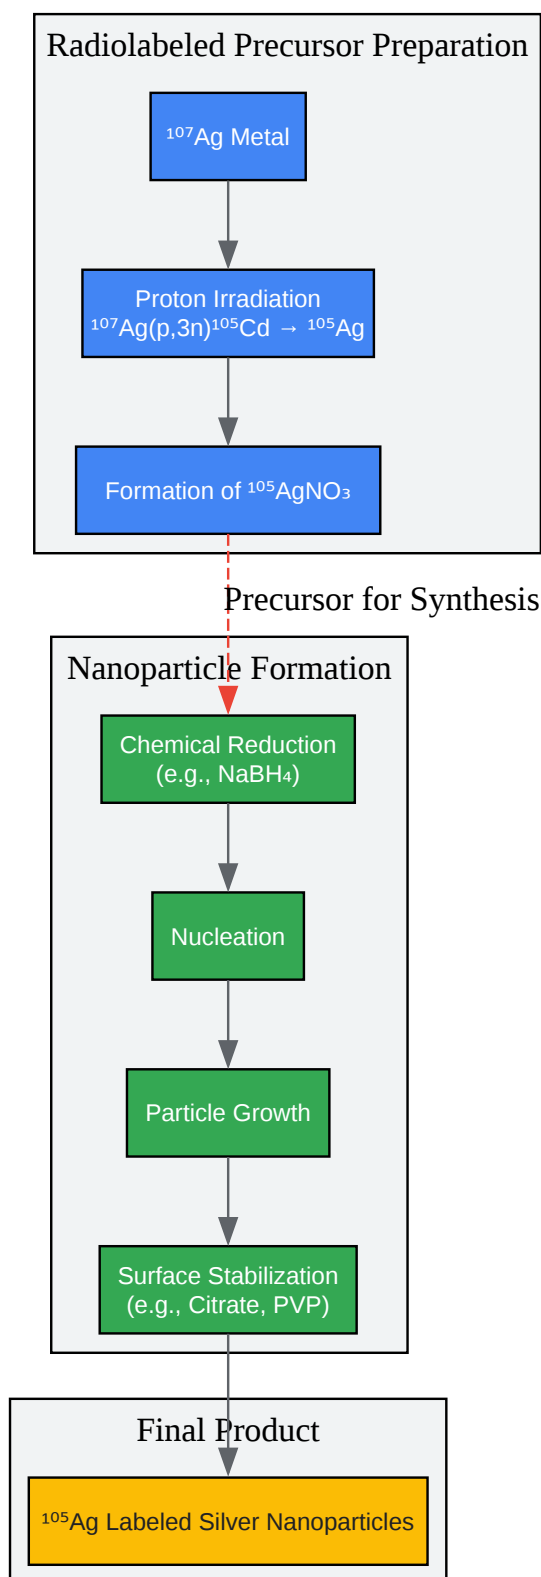 Radiolabeled Precursor Preparation
¹⁰⁷Ag Metal
Proton Irradiation
¹⁰⁷Ag(p,3n)¹⁰⁵Cd → ¹⁰⁵Ag
Formation of ¹⁰⁵AgNO₃
Precursor for Synthesis
Nanoparticle Formation
Chemical Reduction
(e.g., NaBH₄)
Nucleation
Particle Growth
Surface Stabilization
(e.g., Citrate, PVP)
Final Product
¹⁰⁵Ag Labeled Silver Nanoparticles